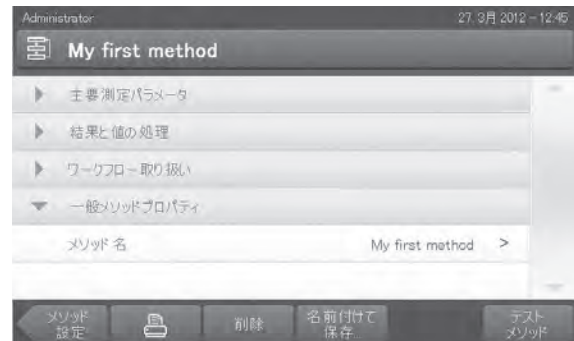 Administrator
27. 3月 2012 - 12:45
My first method
主要測定パラメータ
結果と値の処理
ワークフロー取り扱い
一般メソッドプロパティ
メソッド名
My first method >
メソッド
設定
削除
名前付けて
保存
テスト
メソッド